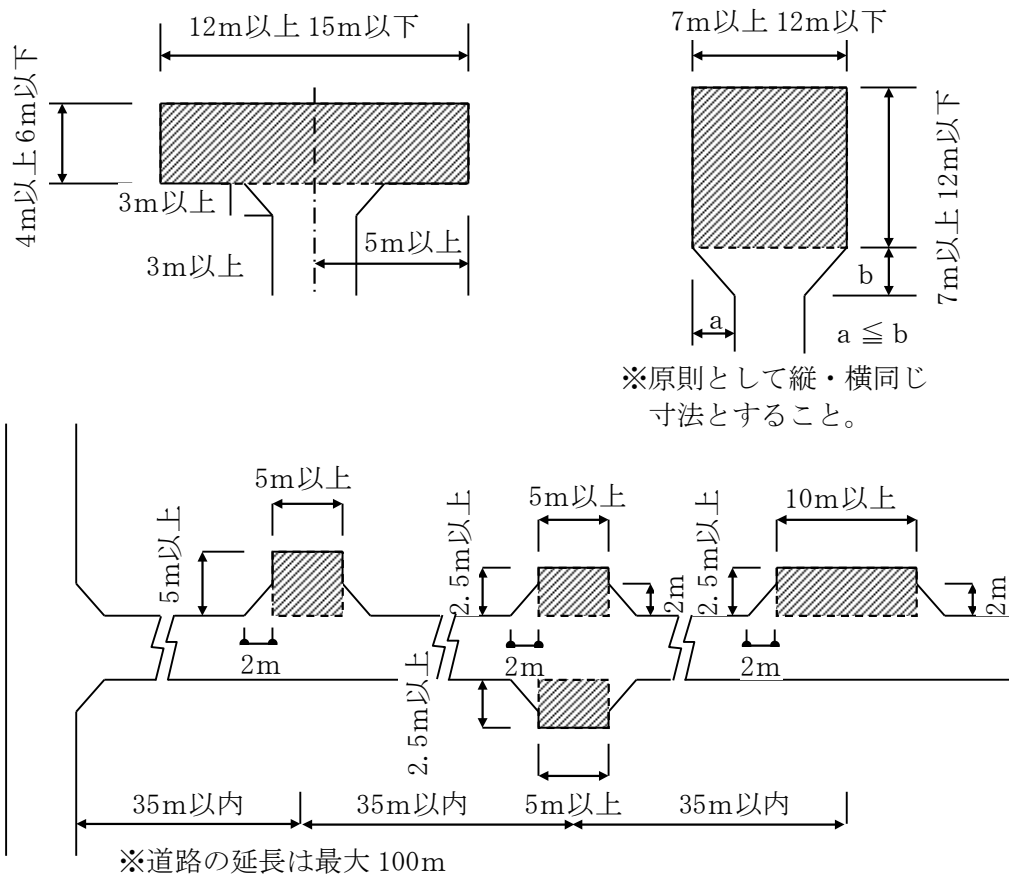 12m以上 15m以下
7m以上 12m以下
4m以上 6m以下
7m以上 12m以下
3m以上
5m以上
3m以上
b
a
a ≦ b
※原則として縦・横同じ
寸法とすること。
5m以上
5m以上
10m以上
5m以上
2.5m以上
2m
2.5m以上
2m
2m
2m
2m
2.5m以上
35m以内
35m以内
5m以上
35m以内
※道路の延長は最大 100m